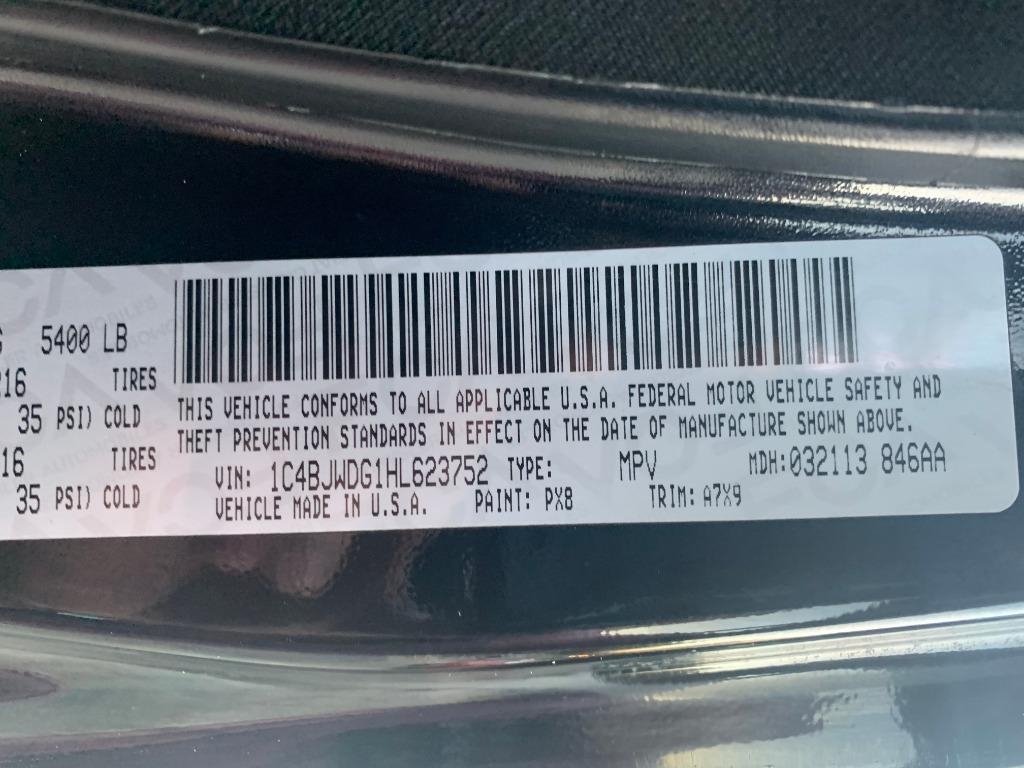 5400 LB
16 TIRES
35 PSI) COLD
16 TIRES
35 PSI) COLD
THIS VEHICLE CONFORMS TO ALL APPLICABLE U.S.A. FEDERAL MOTOR VEHICLE SAFETY AND
THEFT PREVENTION STANDARDS IN EFFECT ON THE DATE OF MANUFACTURE SHOWN ABOVE.
VIN: 1C4BJWDG1HL623752 TYPE: MPV MDH:032113 846AA
VEHICLE MADE IN U.S.A. PAINT: PX8 TRIM: A7X9